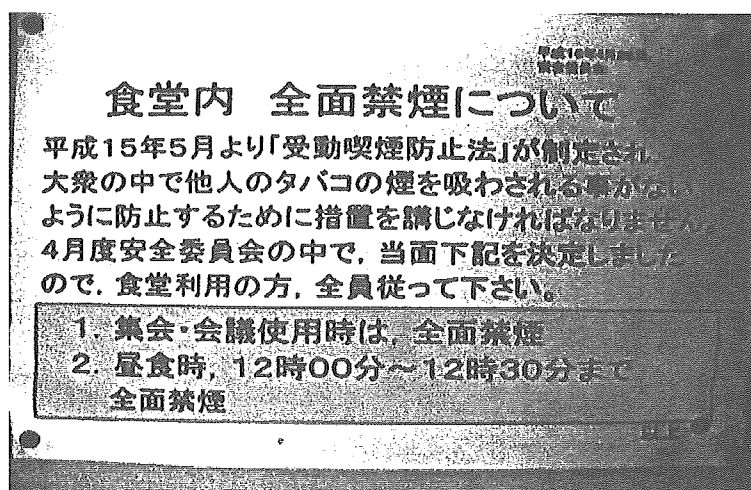 食堂内 全面禁煙について
平成15年5月より「受動喫煙防止法」が制定され
大衆の中で他人のタバコの煙を吸わされる事がない
ように防止するために措置を講じなければなりません。
4月度安全委員会の中で、当面下記を決定しました
ので、食堂利用の方、全員従って下さい。
1. 集会・会議使用時は、全面禁煙
2. 昼食時、12時00分～12時30分まで
全面禁煙
以上